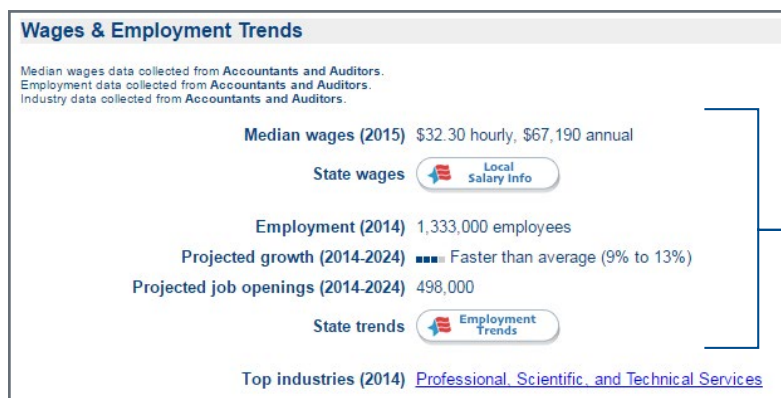 Wages & Employment Trends
Median wages data collected from Accountants and Auditors.
Employment data collected from Accountants and Auditors.
Industry data collected from Accountants and Auditors.
Median wages (2015) $32.30 hourly, $67,190 annual
State wages Local
Salary Info
Employment (2014) 1,333,000 employees
Projected growth (2014-2024) Faster than average (9% to 13%)
Projected job openings (2014-2024) 498,000
State trends Employment
Trends
Top industries (2014) Professional, Scientific, and Technical Services